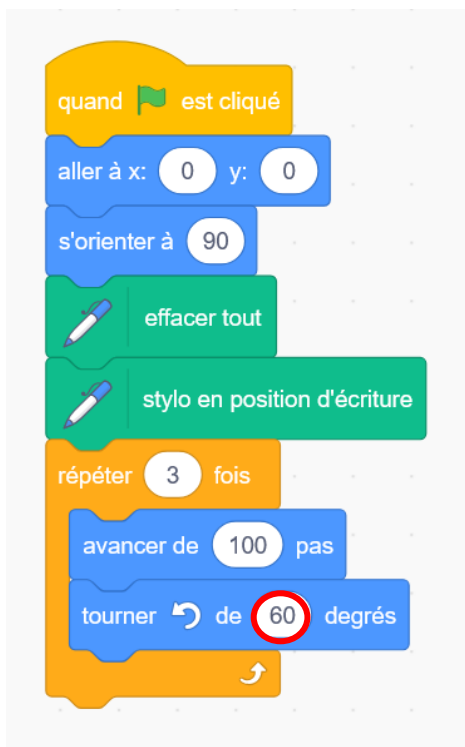 quand est cliqué
aller à x: 0 y: 0
s'orienter à 90
effacer tout
stylo en position d'écriture
répéter 3 fois
avancer de 100 pas
tourner de 60 degrés